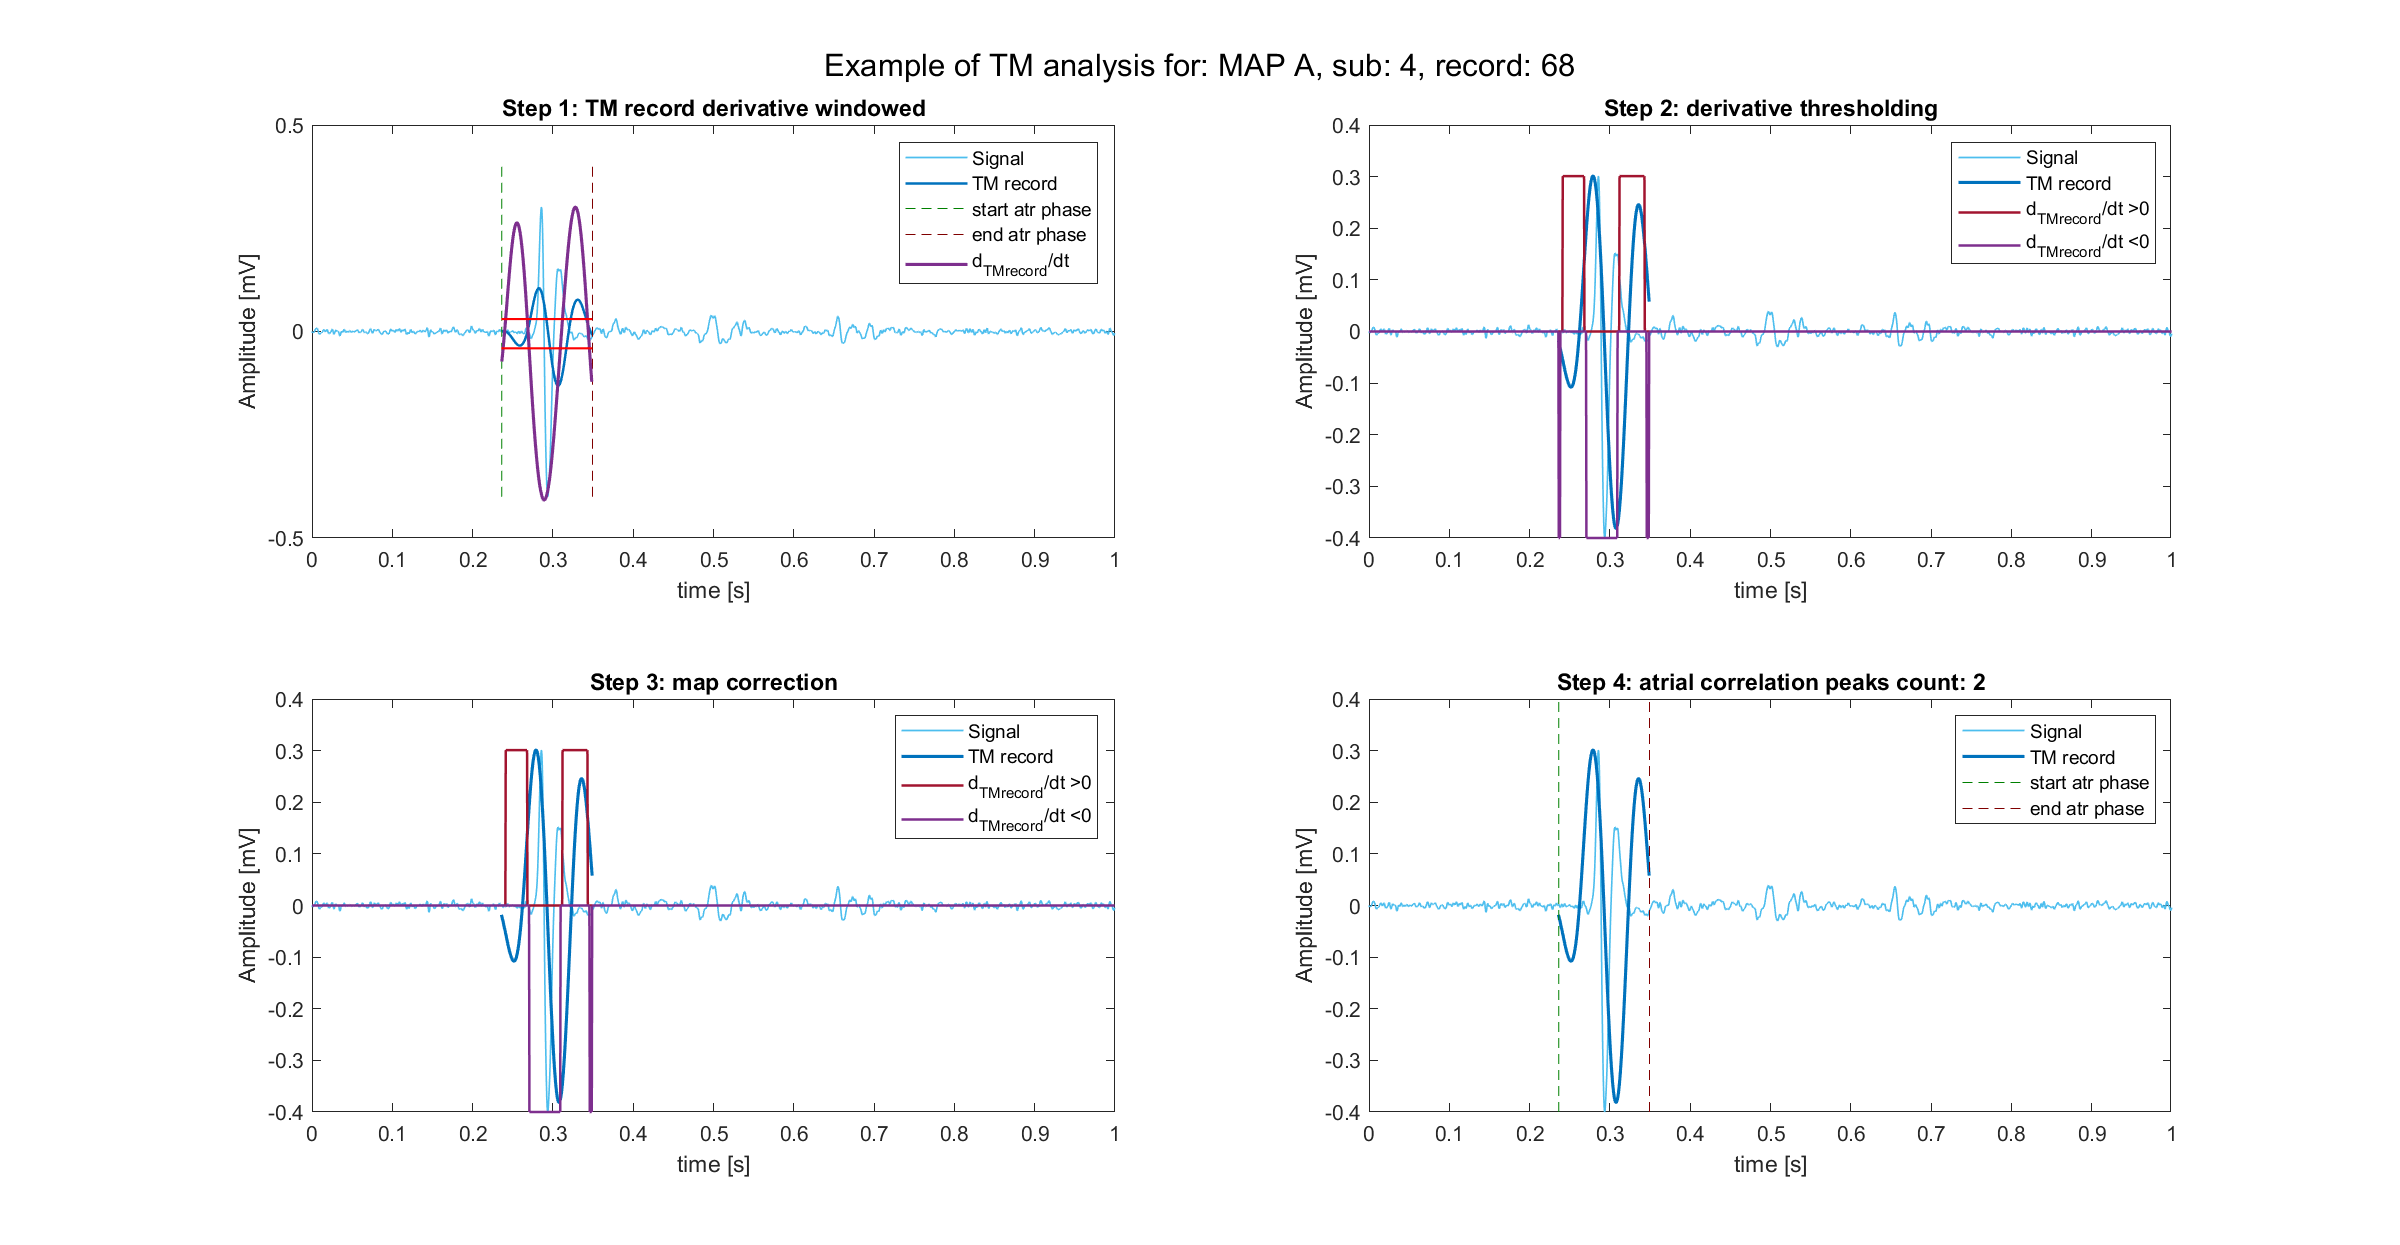 Example of TM analysis for: MAP A, sub: 4, record: 68
Step 1: TM record derivative windowed
0.5
0
-0.5
Amplitude [mV]
0 0.1 0.2 0.3 0.4 0.5 0.6 0.7 0.8 0.9 1
time [s]
Signal
TM record
start atr phase
end atr phase
dTMrecord/dt
Step 2: derivative thresholding
0.4
0.3
0.2
0.1
0
-0.1
-0.2
-0.3
-0.4
Amplitude [mV]
0 0.1 0.2 0.3 0.4 0.5 0.6 0.7 0.8 0.9 1
time [s]
Signal
TM record
dTMrecord/dt >0
dTMrecord/dt <0
Step 3: map correction
0.4
0.3
0.2
0.1
0
-0.1
-0.2
-0.3
-0.4
Amplitude [mV]
0 0.1 0.2 0.3 0.4 0.5 0.6 0.7 0.8 0.9 1
time [s]
Signal
TM record
dTMrecord/dt >0
dTMrecord/dt <0
Step 4: atrial correlation peaks count: 2
0.4
0.3
0.2
0.1
0
-0.1
-0.2
-0.3
-0.4
Amplitude [mV]
0 0.1 0.2 0.3 0.4 0.5 0.6 0.7 0.8 0.9 1
time [s]
Signal
TM record
start atr phase
end atr phase